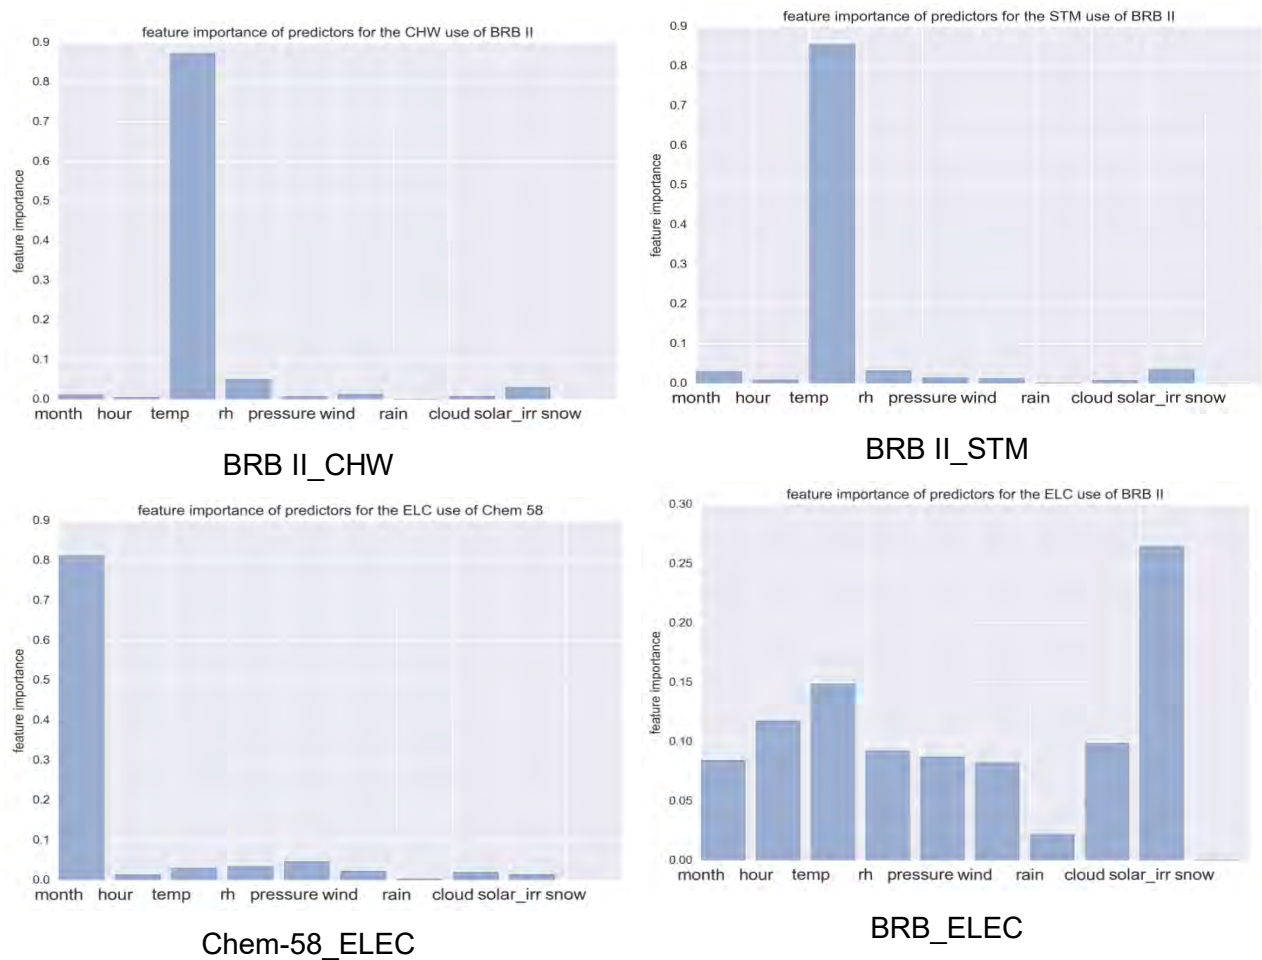 feature importance of predictors for the CHW use of BRB II
0.9
0.8
0.7
0.6
0.5
0.4
0.3
0.2
0.1
0.0
feature importance
month hour temp rh pressure wind rain cloud solar_irr snow
BRB II_CHW
feature importance of predictors for the STM use of BRB II
0.9
0.8
0.7
0.6
0.5
0.4
0.3
0.2
0.1
0.0
feature importance
month hour temp rh pressure wind rain cloud solar_irr snow
BRB II_STM
feature importance of predictors for the ELC use of Chem 58
0.9
0.8
0.7
0.6
0.5
0.4
0.3
0.2
0.1
0.0
feature importance
month hour temp rh pressure wind rain cloud solar_irr snow
Chem-58_ELEC
feature importance of predictors for the ELC use of BRB II
0.30
0.25
0.20
0.15
0.10
0.05
0.00
feature importance
month hour temp rh pressure wind rain cloud solar_irr snow
BRB_ELEC